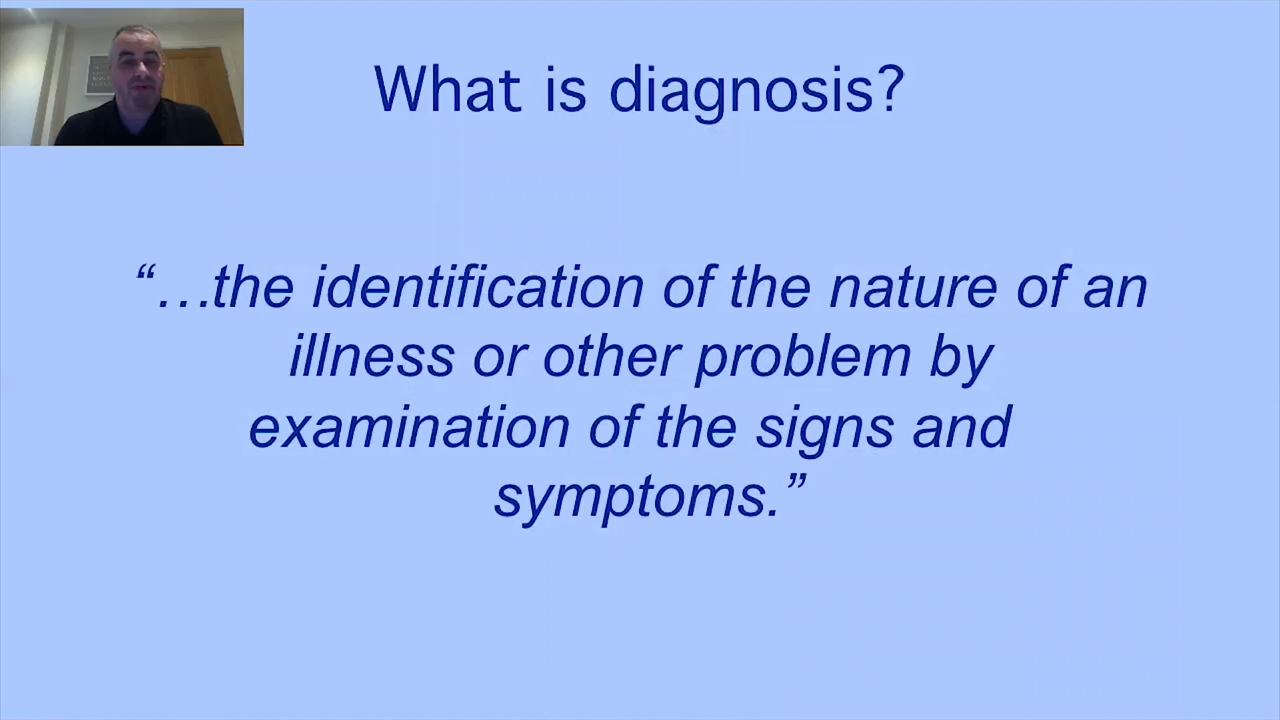 What is diagnosis?
“…the identification of the nature of an
illness or other problem by
examination of the signs and
symptoms.”